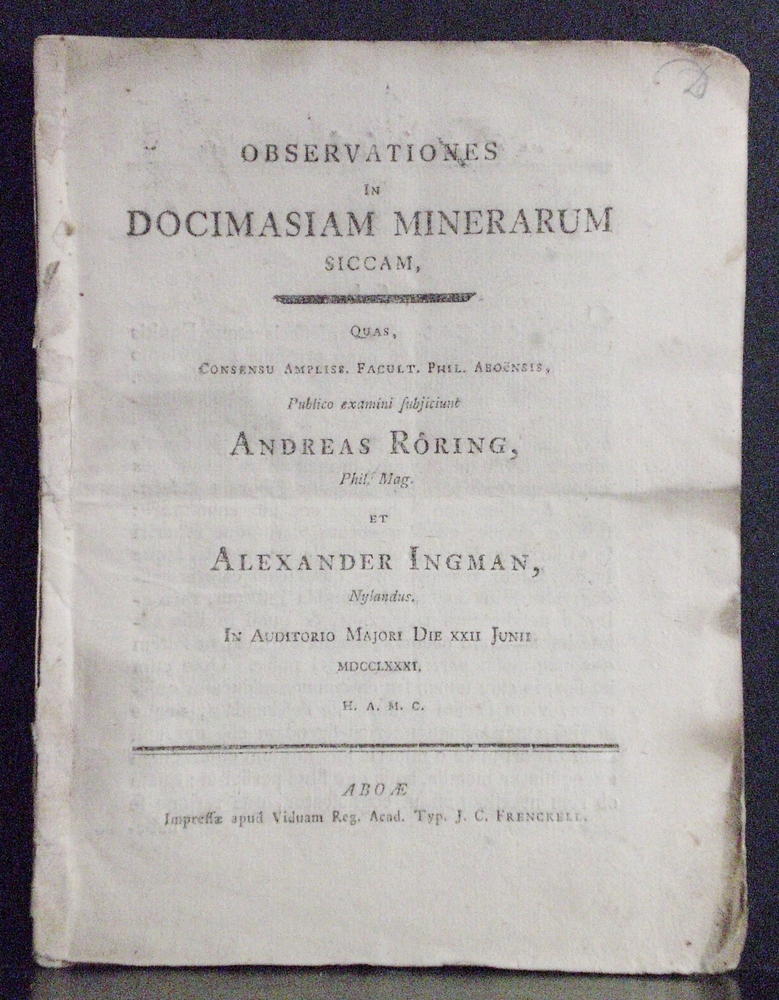 OBSERVATIONES
IN
DOCIMASIAM MINERARUM
SICCAM,
QUAS,
CONSENSU AMPLISS. FACULT. PHIL. ABOËNSIS,
Publico examini ſubjiciunt
ANDREAS RÖRING,
Phil. Mag.
ET
ALEXANDER INGMAN,
Nylandus.
IN AUDITORIO MAJORI DIE XXII JUNII
MDCCLXXXI,
H. A. M. C.
ABOÆ
Impreſſæ apud Viduam Reg. Acad. Typ. J. C. FRENCKELL.